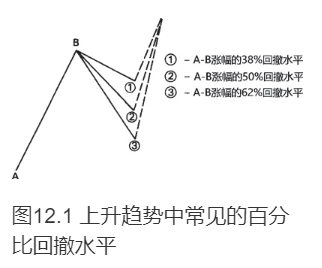 B
① – A-B涨幅的38%回撤水平
② – A-B涨幅的50%回撤水平
③ – A-B涨幅的62%回撤水平
①
②
③
A
图12.1 上升趋势中常见的百分
比回撤水平